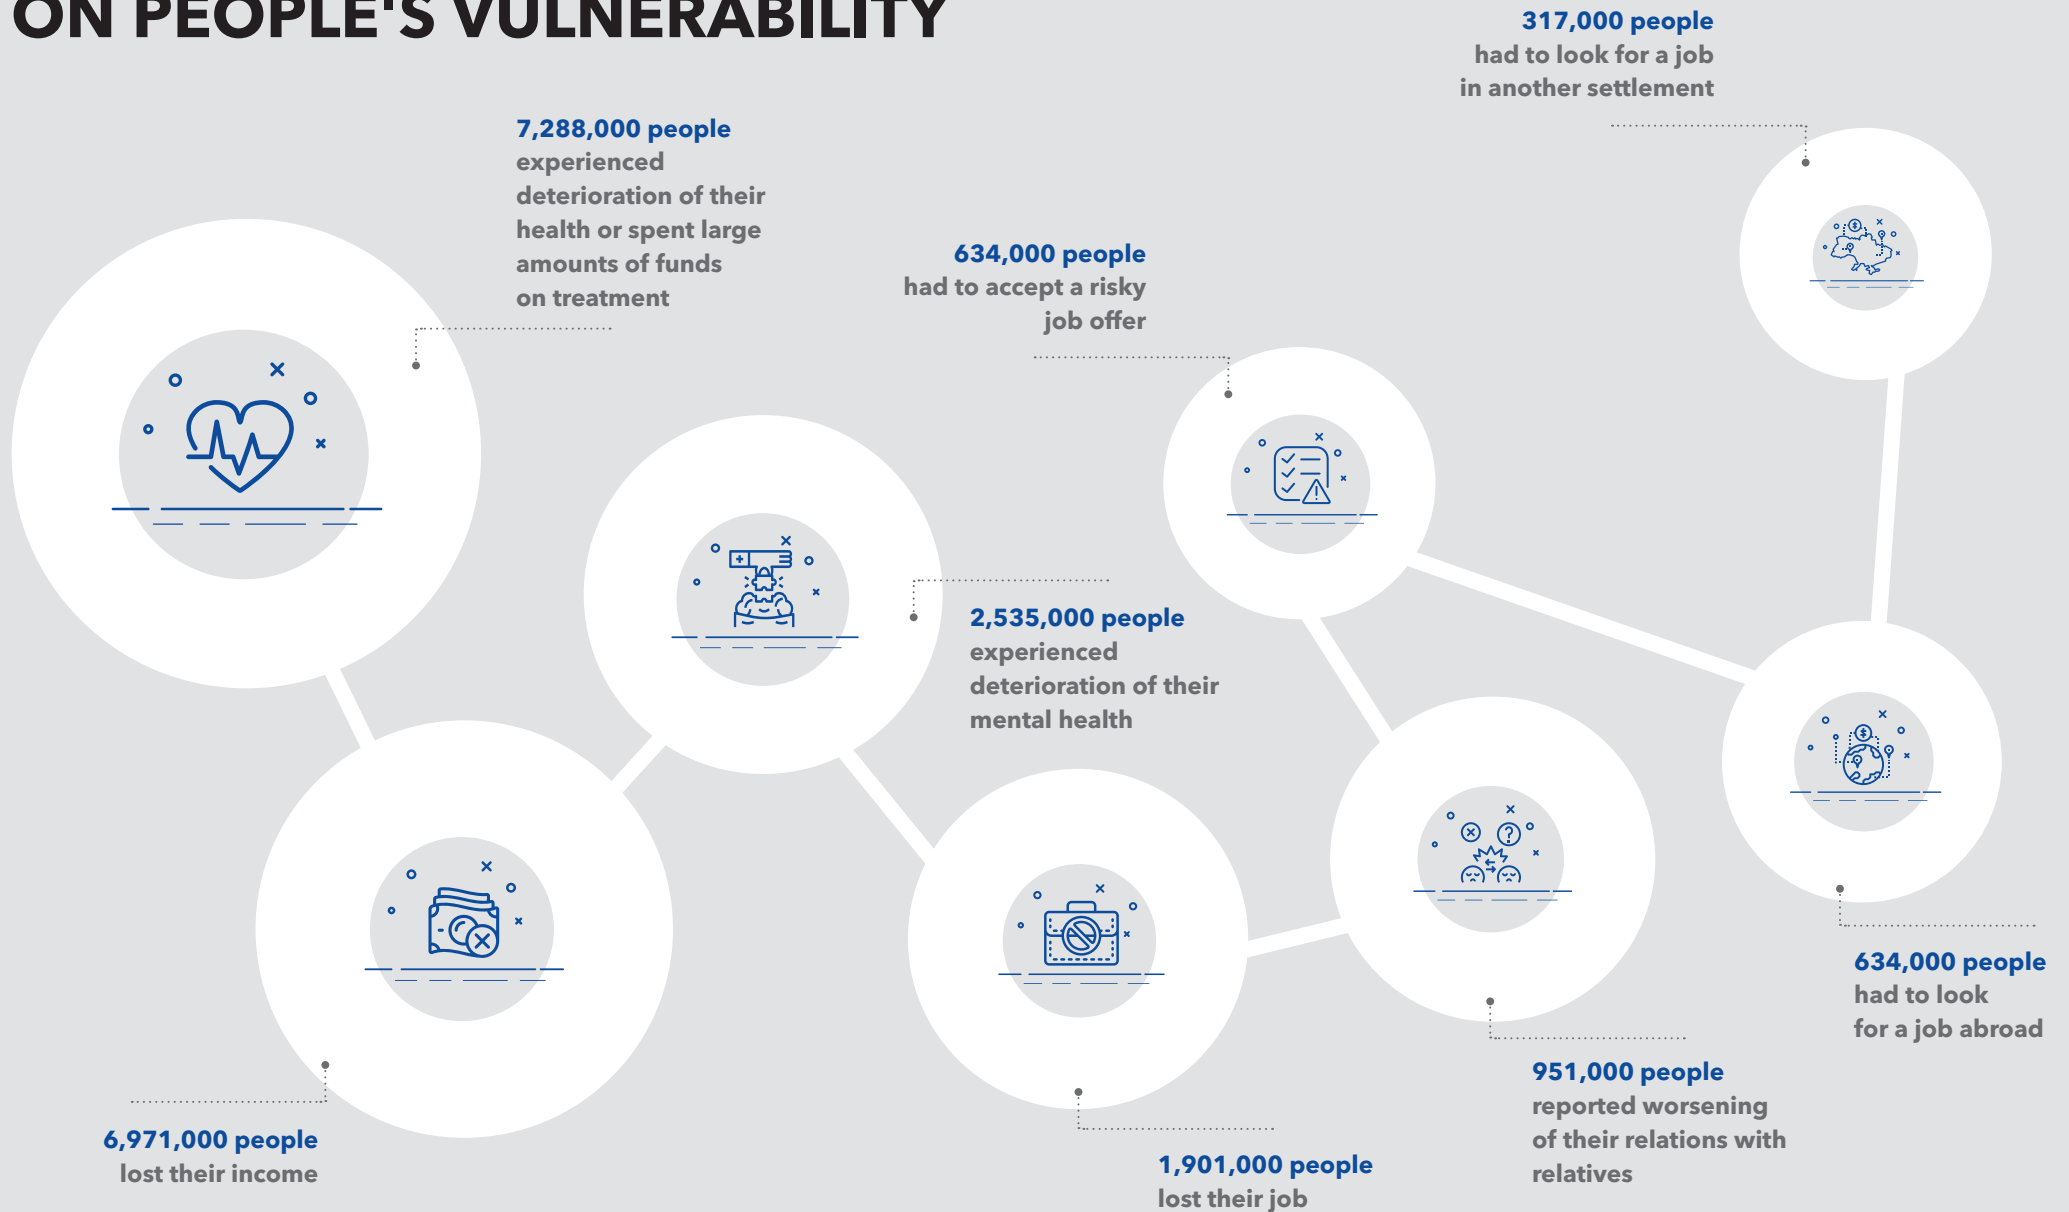 ON PEOPLE'S VULNERABILITY
317,000 people
had to look for a job
in another settlement
7,288,000 people
experienced
deterioration of their
health or spent large
amounts of funds
on treatment
634,000 people
had to accept a risky
job offer
2,535,000 people
experienced
deterioration of their
mental health
634,000 people
had to look
for a job abroad
951,000 people
reported worsening
of their relations with
relatives
6,971,000 people
lost their income
1,901,000 people
lost their job